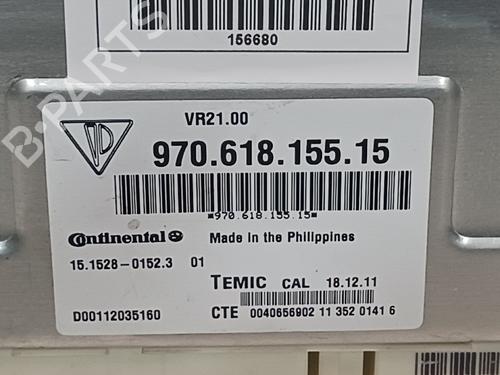 156680
VR21.00
970.618.155.15
*970.618.155.15*
Continental
Made in the Philippines
15.1528-0152.3 01
TEMIC CAL 18.12.11
D00112035160
CTE 0040656902 11 352 0141 6
B-PARTS